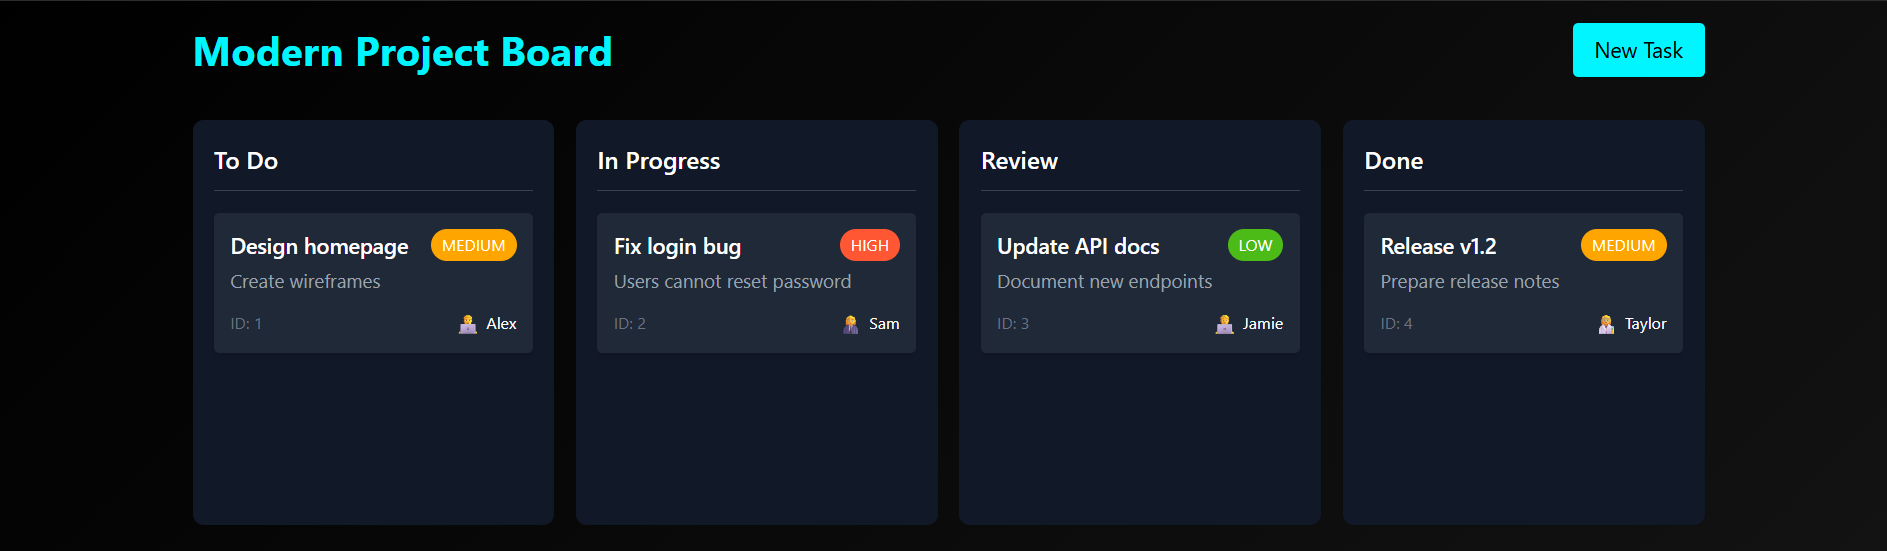 Modern Project Board
New Task
To Do
Design homepage
MEDIUM
Create wireframes
ID: 1
Alex
In Progress
Fix login bug
HIGH
Users cannot reset password
ID: 2
Sam
Review
Update API docs
LOW
Document new endpoints
ID: 3
Jamie
Done
Release v1.2
MEDIUM
Prepare release notes
ID: 4
Taylor